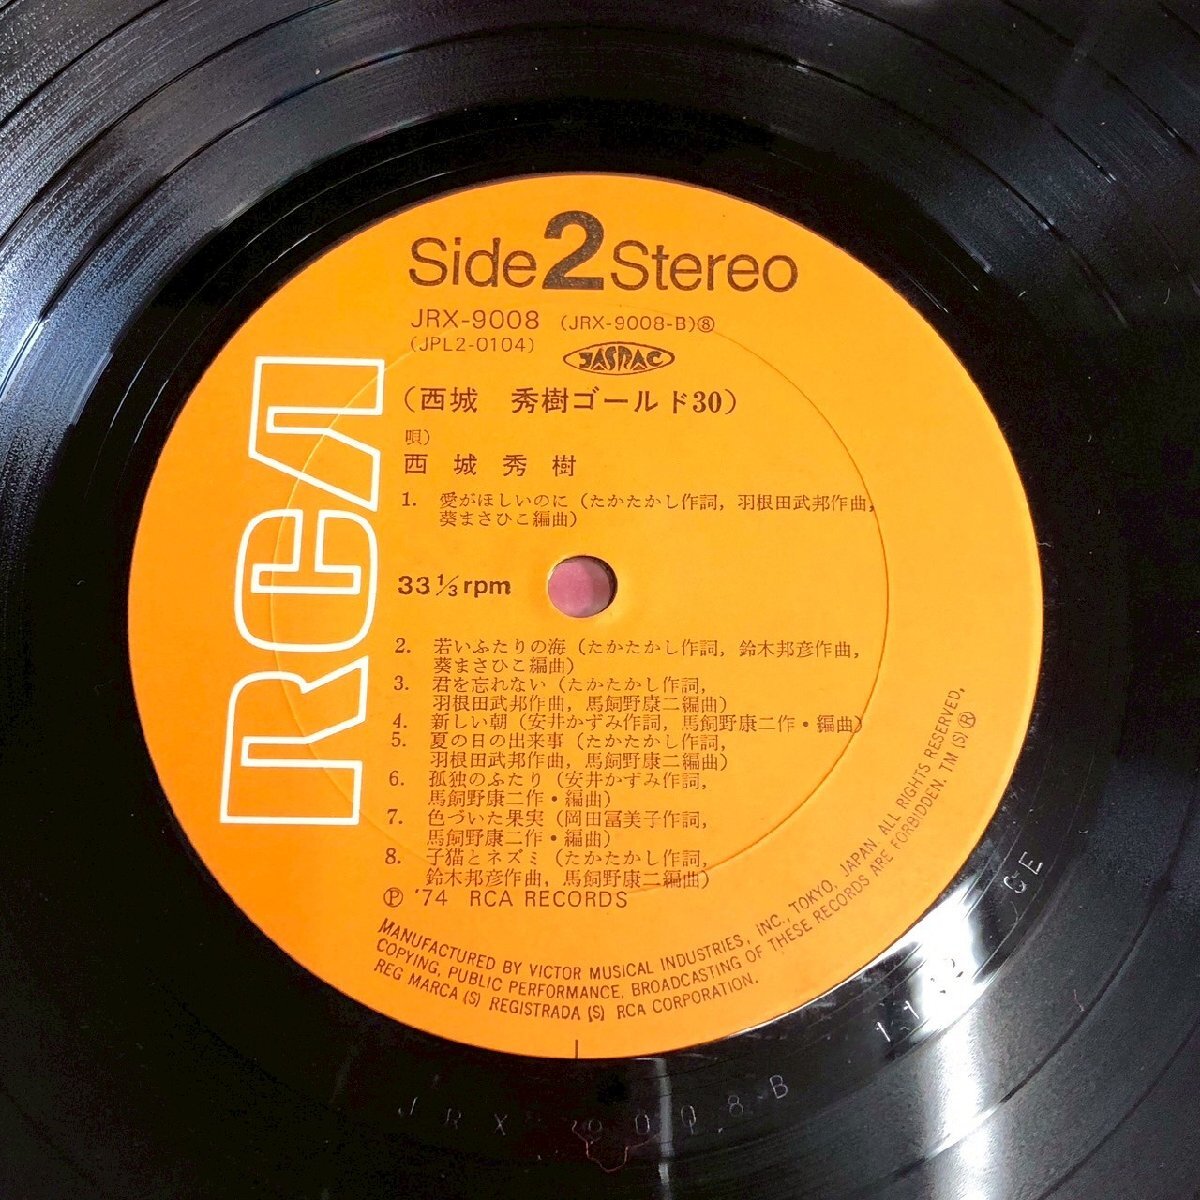 Side 2 Stereo
JRX-9008 (JRX-9008-B)⑧
(JPL2-0104)
JASRAC
(西城 秀樹ゴールド30)
唄)
西城秀樹
1. 愛がほしいのに(たかたかし作詞, 羽根田武邦作曲,
葵まさひこ編曲)
33 1/3 rpm
2. 若いふたりの海(たかたかし作詞, 鈴木邦彦作曲,
葵まさひこ編曲)
3. 君を忘れない(たかたかし作詞,
羽根田武邦作曲, 馬飼野康二編曲)
4. 新しい朝(安井かずみ作詞, 馬飼野康二作・編曲)
5. 夏の日の出来事(たかたかし作詞,
羽根田武邦作曲, 馬飼野康二編曲)
6. 孤独のふたり(安井かずみ作詞,
馬飼野康二作・編曲)
7. 色づいた果実(岡田冨美子作詞,
馬飼野康二作・編曲)
8. 子猫とネズミ(たかたかし作詞,
鈴木邦彦作曲, 馬飼野康二編曲)
Ⓟ '74 RCA RECORDS
MANUFACTURED BY VICTOR MUSICAL INDUSTRIES, INC., TOKYO, JAPAN ALL RIGHTS RESERVED.
COPYING, PUBLIC PERFORMANCE, BROADCASTING OF THESE RECORDS ARE FORBIDDEN. TM (S) ®
REG MARCA (S) REGISTRADA (S) RCA CORPORATION.
RCA
JRX 9008-B
CE